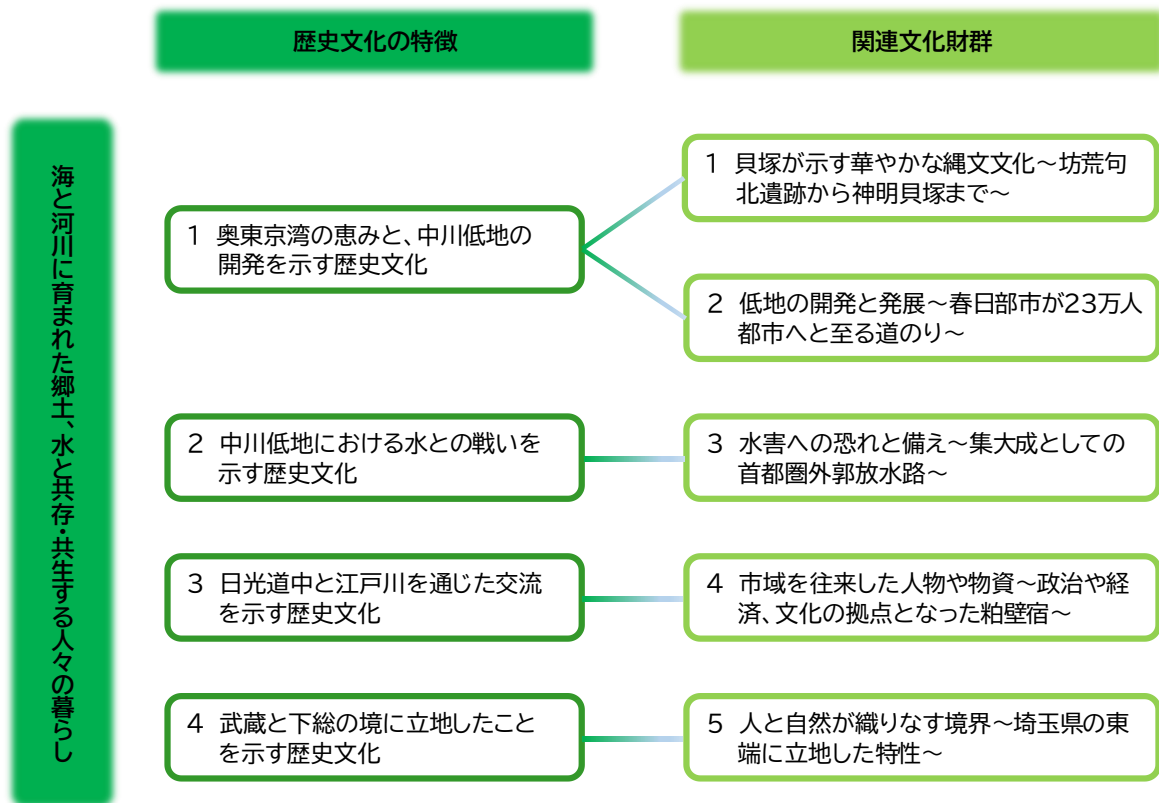 歴史文化の特徴
関連文化財群
海と河川に育まれた郷土、水と共存・共生する人々の暮らし
1 奥東京湾の恵みと、中川低地の
開発を示す歴史文化
1 貝塚が示す華やかな縄文文化～坊荒句
北遺跡から神明貝塚まで～
2 低地の開発と発展～春日部市が23万人
都市へと至る道のり～
2 中川低地における水との戦いを
示す歴史文化
3 水害への恐れと備え～集大成としての
首都圏外郭放水路～
3 日光道中と江戸川を通じた交流
を示す歴史文化
4 市域を往来した人物や物資～政治や経
済、文化の拠点となった粕壁宿～
4 武蔵と下総の境に立地したこと
を示す歴史文化
5 人と自然が織りなす境界～埼玉県の東
端に立地した特性～